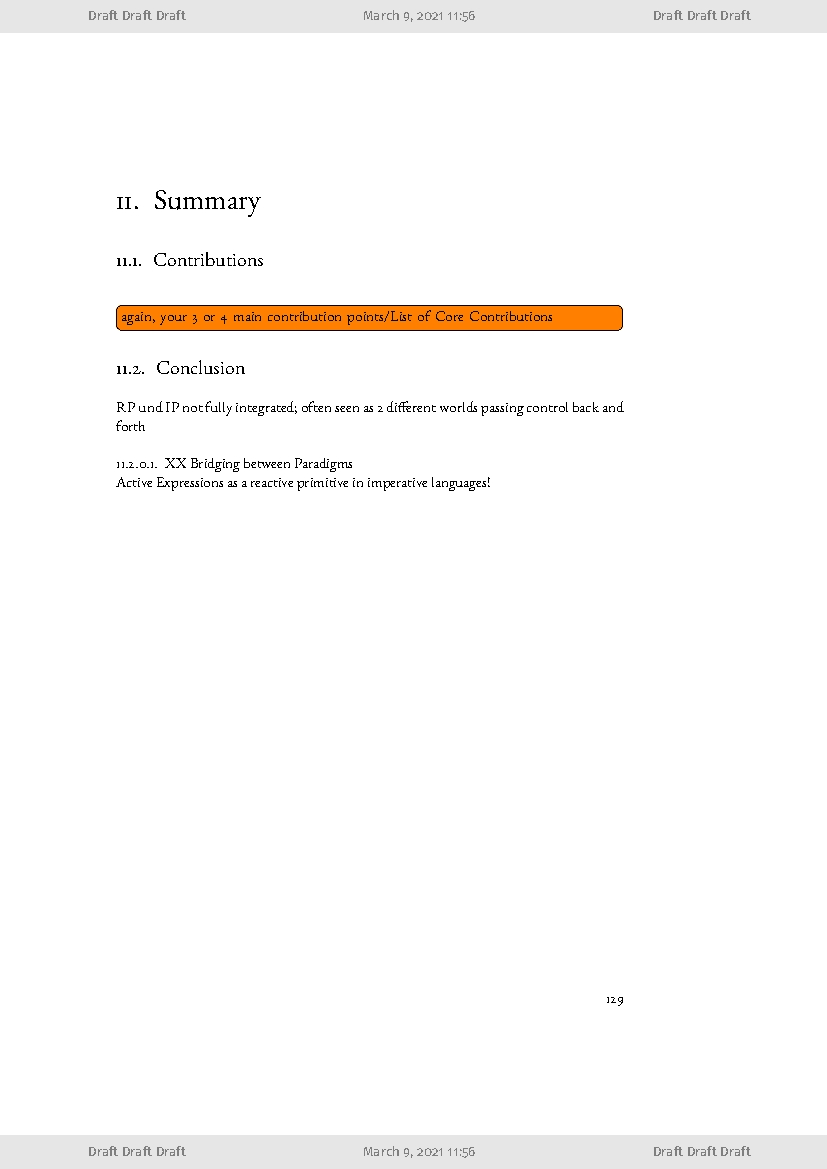 Draft Draft Draft March 9, 2021 11:56 Draft Draft Draft
11. Summary
11.1. Contributions
again, your 3 or 4 main contribution points/List of Core Contributions
11.2. Conclusion
RP und IP not fully integrated; often seen as 2 different worlds passing control back and
forth
11.2.0.1. XX Bridging between Paradigms
Active Expressions as a reactive primitive in imperative languages!
129
Draft Draft Draft March 9, 2021 11:56 Draft Draft Draft